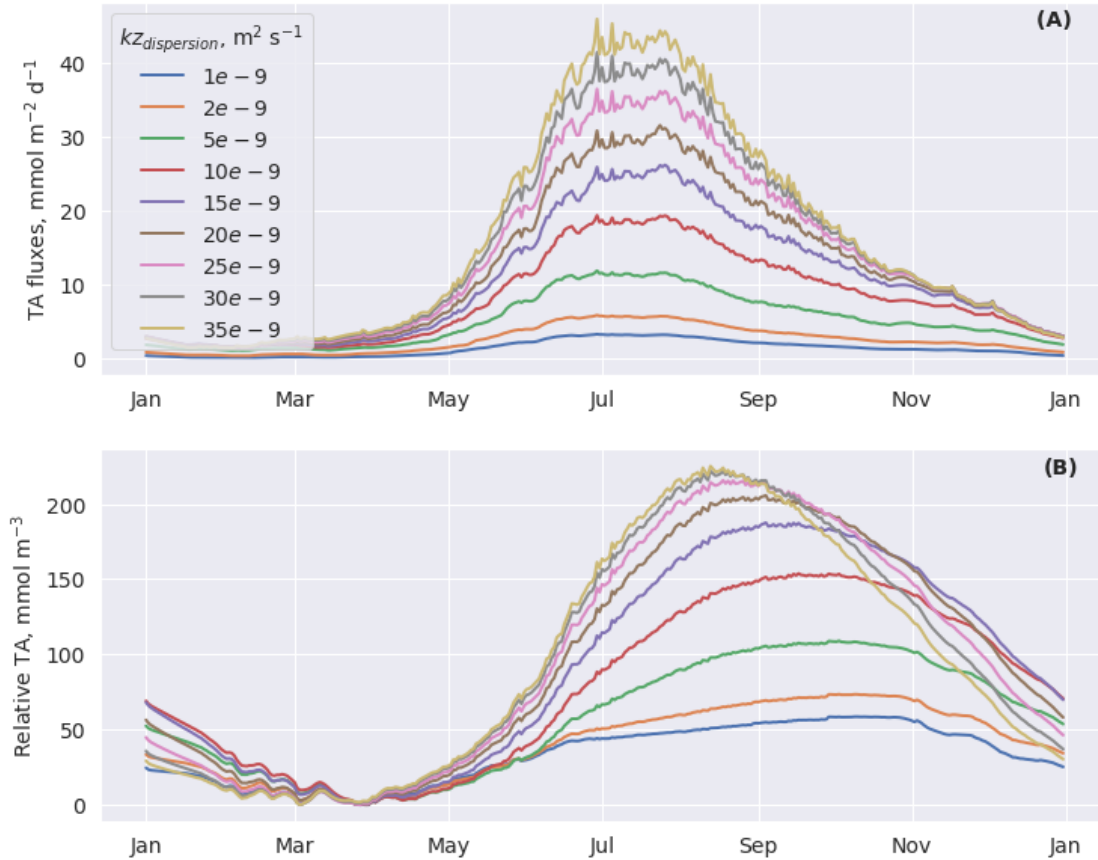 (A)
kz_dispersion, m² s⁻¹
1e − 9
2e − 9
5e − 9
10e − 9
15e − 9
20e − 9
25e − 9
30e − 9
35e − 9
TA fluxes, mmol m⁻² d⁻¹
40
30
20
10
0
Jan Mar May Jul Sep Nov Jan
(B)
Relative TA, mmol m⁻³
200
150
100
50
0
Jan Mar May Jul Sep Nov Jan